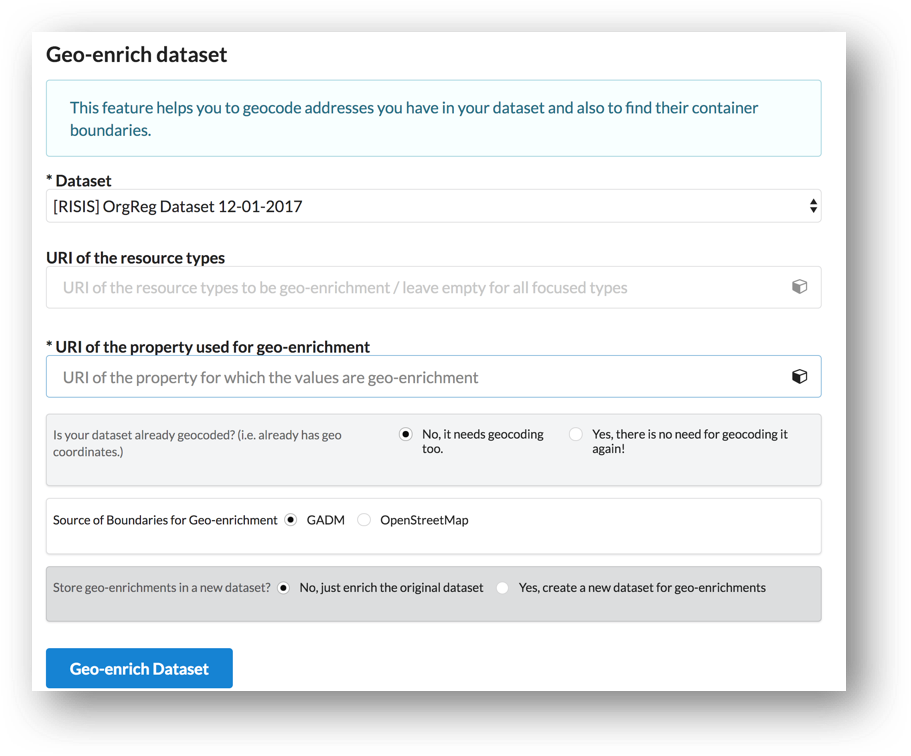 Geo-enrich dataset
This feature helps you to geocode addresses you have in your dataset and also to find their container
boundaries.
* Dataset
[RISIS] OrgReg Dataset 12-01-2017
URI of the resource types
URI of the resource types to be geo-enrichment / leave empty for all focused types
* URI of the property used for geo-enrichment
URI of the property for which the values are geo-enrichment
Is your dataset already geocoded? (i.e. already has geo
coordinates.)
No, it needs geocoding
too.
Yes, there is no need for geocoding it
again!
Source of Boundaries for Geo-enrichment GADM OpenStreetMap
Store geo-enrichments in a new dataset? No, just enrich the original dataset Yes, create a new dataset for geo-enrichments
Geo-enrich Dataset